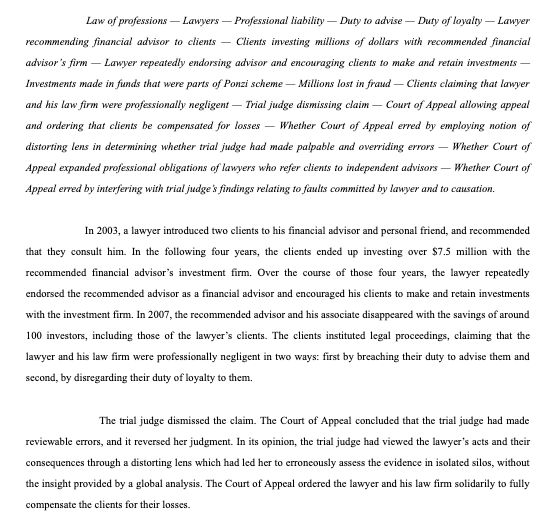 Law of professions — Lawyers — Professional liability — Duty to advise — Duty of loyalty — Lawyer
recommending financial advisor to clients — Clients investing millions of dollars with recommended financial
advisor's firm — Lawyer repeatedly endorsing advisor and encouraging clients to make and retain investments —
Investments made in funds that were parts of Ponzi scheme — Millions lost in fraud — Clients claiming that lawyer
and his law firm were professionally negligent — Trial judge dismissing claim — Court of Appeal allowing appeal
and ordering that clients be compensated for losses — Whether Court of Appeal erred by employing notion of
distorting lens in determining whether trial judge had made palpable and overriding errors — Whether Court of
Appeal expanded professional obligations of lawyers who refer clients to independent advisors — Whether Court of
Appeal erred by interfering with trial judge's findings relating to faults committed by lawyer and to causation.
In 2003, a lawyer introduced two clients to his financial advisor and personal friend, and recommended
that they consult him. In the following four years, the clients ended up investing over $7.5 million with the
recommended financial advisor's investment firm. Over the course of those four years, the lawyer repeatedly
endorsed the recommended advisor as a financial advisor and encouraged his clients to make and retain investments
with the investment firm. In 2007, the recommended advisor and his associate disappeared with the savings of around
100 investors, including those of the lawyer's clients. The clients instituted legal proceedings, claiming that the
lawyer and his law firm were professionally negligent in two ways: first by breaching their duty to advise them and
second, by disregarding their duty of loyalty to them.
The trial judge dismissed the claim. The Court of Appeal concluded that the trial judge had made
reviewable errors, and it reversed her judgment. In its opinion, the trial judge had viewed the lawyer's acts and their
consequences through a distorting lens which had led her to erroneously assess the evidence in isolated silos, without
the insight provided by a global analysis. The Court of Appeal ordered the lawyer and his law firm solidarily to fully
compensate the clients for their losses.